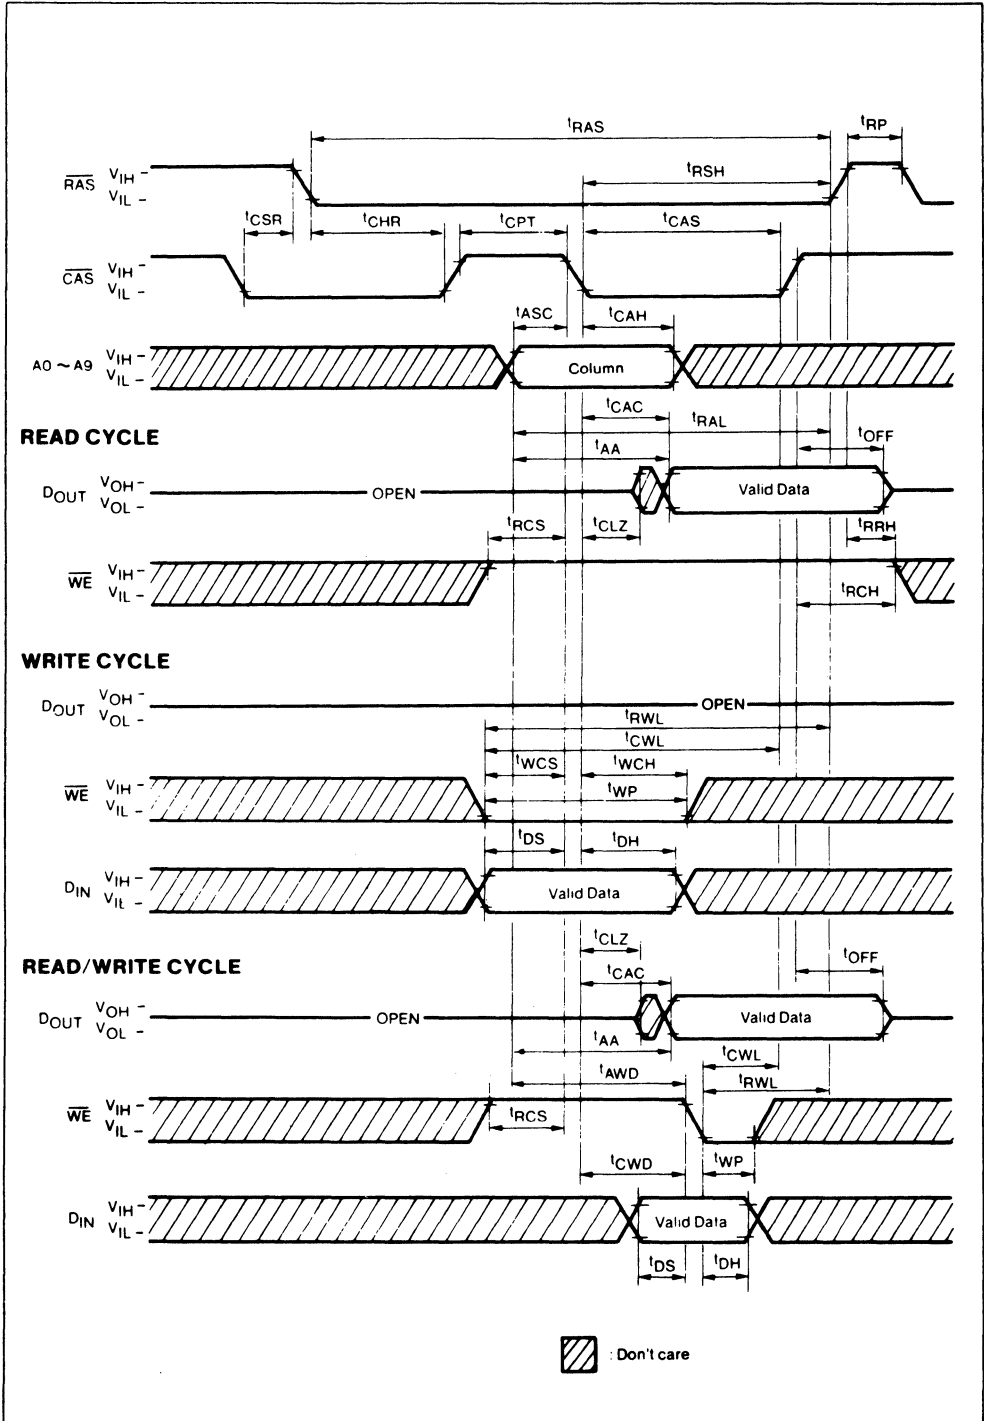 tRAS
tRP
RAS VIH
VIL
tRSH
tCSR
tCHR
tCPT
tCAS
CAS VIH
VIL
tASC
tCAH
A0 ~ A9 VIH
VIL
Column
tCAC
tRAL
READ CYCLE
tAA
tOFF
DOUT VOH
VOL
OPEN
Valid Data
tRCS
tCLZ
tRRH
WE VIH
VIL
tRCH
WRITE CYCLE
DOUT VOH
VOL
OPEN
tRWL
tCWL
tWCS
tWCH
WE VIH
VIL
tWP
tDS
tDH
DIN VIH
VIL
Valid Data
tCLZ
READ/WRITE CYCLE
tCAC
tOFF
DOUT VOH
VOL
OPEN
Valid Data
tAA
tCWL
tAWD
tRWL
WE VIH
VIL
tRCS
tCWD
tWP
DIN VIH
VIL
Valid Data
tDS
tDH
: Don't care